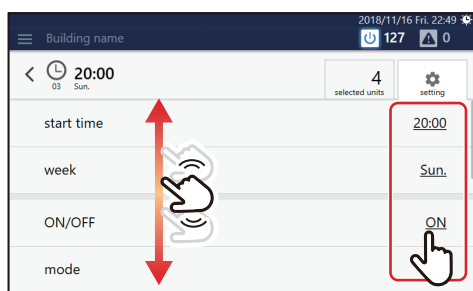 2018/11/16 Fri. 22:49
Building name
127
0
20:00
03 Sun.
4
selected units
setting
start time
20:00
week
Sun.
ON/OFF
ON
mode